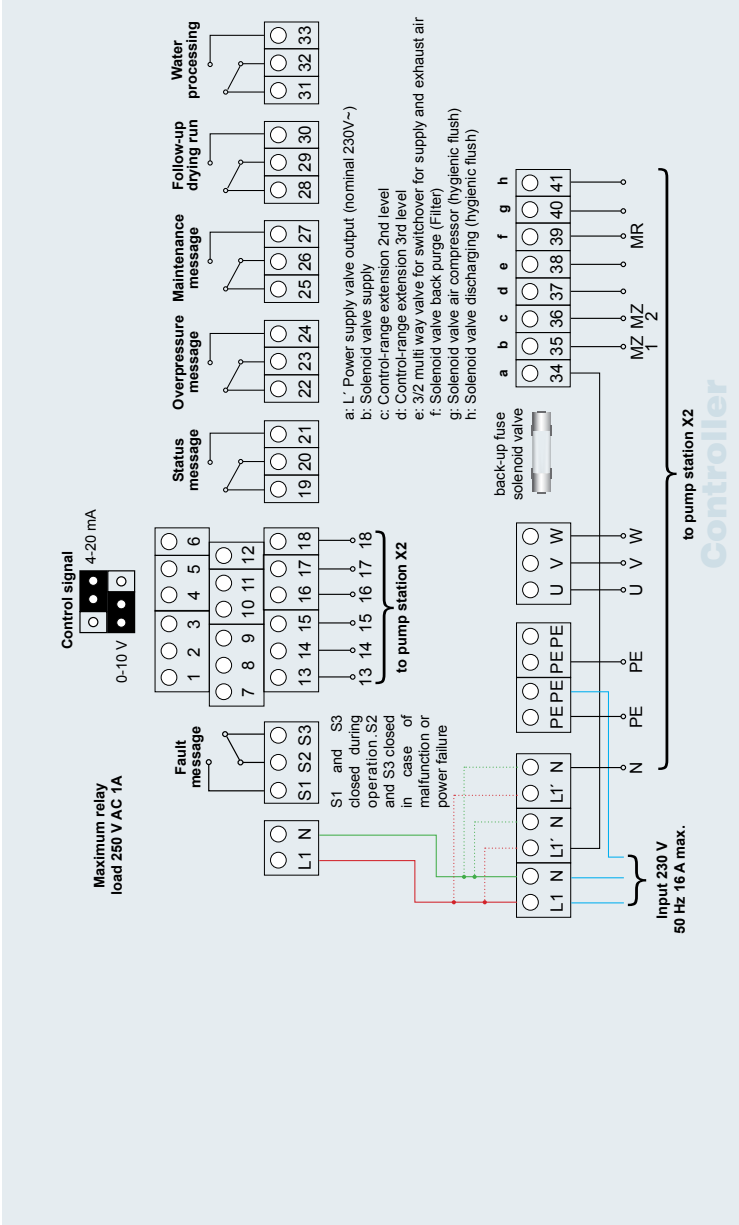 Maximum relay
load 250 V AC 1A
Control signal
0-10 V
4-20 mA
Fault
message
L1 N
S1 S2 S3
S1 and S3
closed during
operation.S2
and S3 closed
in case of
malfunction or
power failure
1 2 3 4 5 6
7 8 9 10 11 12
13 14 15 16 17 18
13 14 15 16 17 18
to pump station X2
Status
message
19 20 21
Overpressure
message
22 23 24
Maintenance
message
25 26 27
Follow-up
drying run
28 29 30
Water
processing
31 32 33
a: L´ Power supply valve output (nominal 230V~)
b: Solenoid valve supply
c: Control-range extension 2nd level
d: Control-range extension 3rd level
e: 3/2 multi way valve for switchover for supply and exhaust air
f: Solenoid valve back purge (Filter)
g: Solenoid valve air compressor (hygienic flush)
h: Solenoid valve discharging (hygienic flush)
L1 N L1´ N L1´ N
PE PE PE PE
U V W
back-up fuse
solenoid valve
a b c d e f g h
34 35 36 37 38 39 40 41
N PE PE U V W
MZ MZ MR
1 2
Input 230 V
50 Hz 16 A max.
to pump station X2
Controller